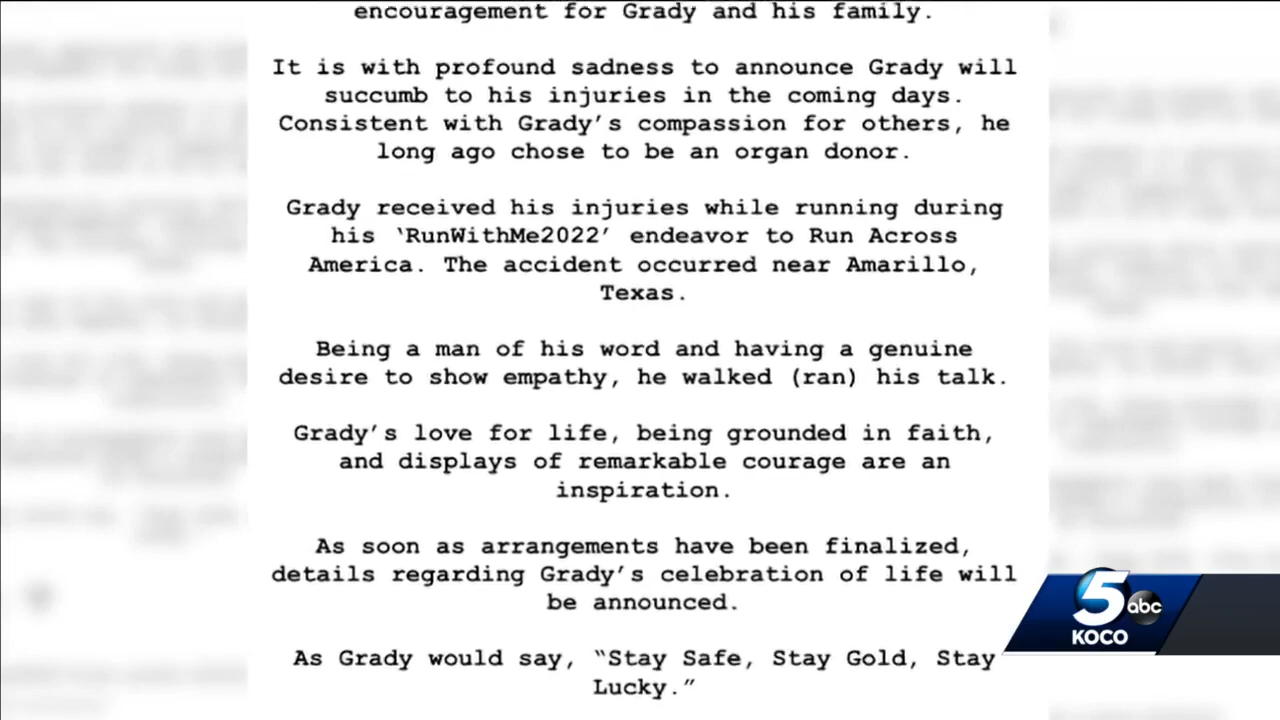 encouragement for Grady and his family.
It is with profound sadness to announce Grady will
succumb to his injuries in the coming days.
Consistent with Grady’s compassion for others, he
long ago chose to be an organ donor.
Grady received his injuries while running during
his ‘RunWithMe2022’ endeavor to Run Across
America. The accident occurred near Amarillo,
Texas.
Being a man of his word and having a genuine
desire to show empathy, he walked (ran) his talk.
Grady’s love for life, being grounded in faith,
and displays of remarkable courage are an
inspiration.
As soon as arrangements have been finalized,
details regarding Grady’s celebration of life will
be announced.
As Grady would say, “Stay Safe, Stay Gold, Stay
Lucky.”
5 abc
KOCO